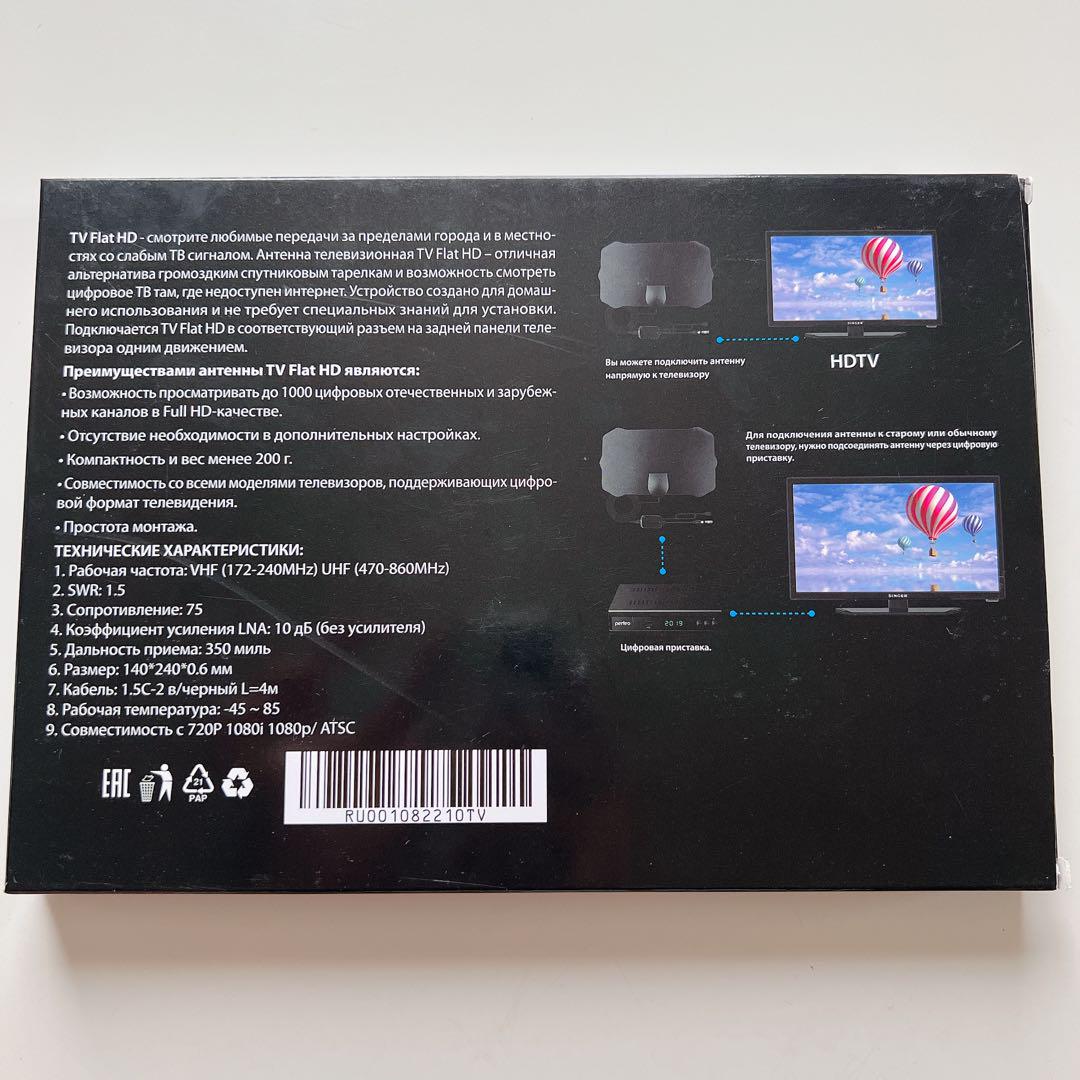 TV Flat HD - смотрите любимые передачи за пределами города и в местно-
стях со слабым ТВ сигналом. Антенна телевизионная TV Flat HD – отличная
альтернатива громоздким спутниковым тарелкам и возможность смотреть
цифровое ТВ там, где недоступен интернет. Устройство создано для домаш-
него использования и не требует специальных знаний для установки.
Подключается TV Flat HD в соответствующий разъем на задней панели теле-
визора одним движением.
Преимуществами антенны TV Flat HD являются:
• Возможность просматривать до 1000 цифровых отечественных и зарубеж-
ных каналов в Full HD-качестве.
• Отсутствие необходимости в дополнительных настройках.
• Компактность и вес менее 200 г.
• Совместимость со всеми моделями телевизоров, поддерживающих цифро-
вой формат телевидения.
• Простота монтажа.
ТЕХНИЧЕСКИЕ ХАРАКТЕРИСТИКИ:
1. Рабочая частота: VHF (172-240MHz) UHF (470-860MHz)
2. SWR: 1.5
3. Сопротивление: 75
4. Коэффициент усиления LNA: 10 дБ (без усилителя)
5. Дальность приема: 350 миль
6. Размер: 140*240*0.6 мм
7. Кабель: 1.5C-2 в/черный L=4м
8. Рабочая температура: -45 ~ 85
9. Совместимость с 720P 1080i 1080p/ ATSC
EAC
21
PAP
RU001082210TV
SINGER
Вы можете подключить антенну
напрямую к телевизору
HDTV
Для подключения антенны к старому или обычному
телевизору, нужно подсоединять антенну через цифровую
приставку.
SINGER
perfeo
2019
Цифровая приставка.